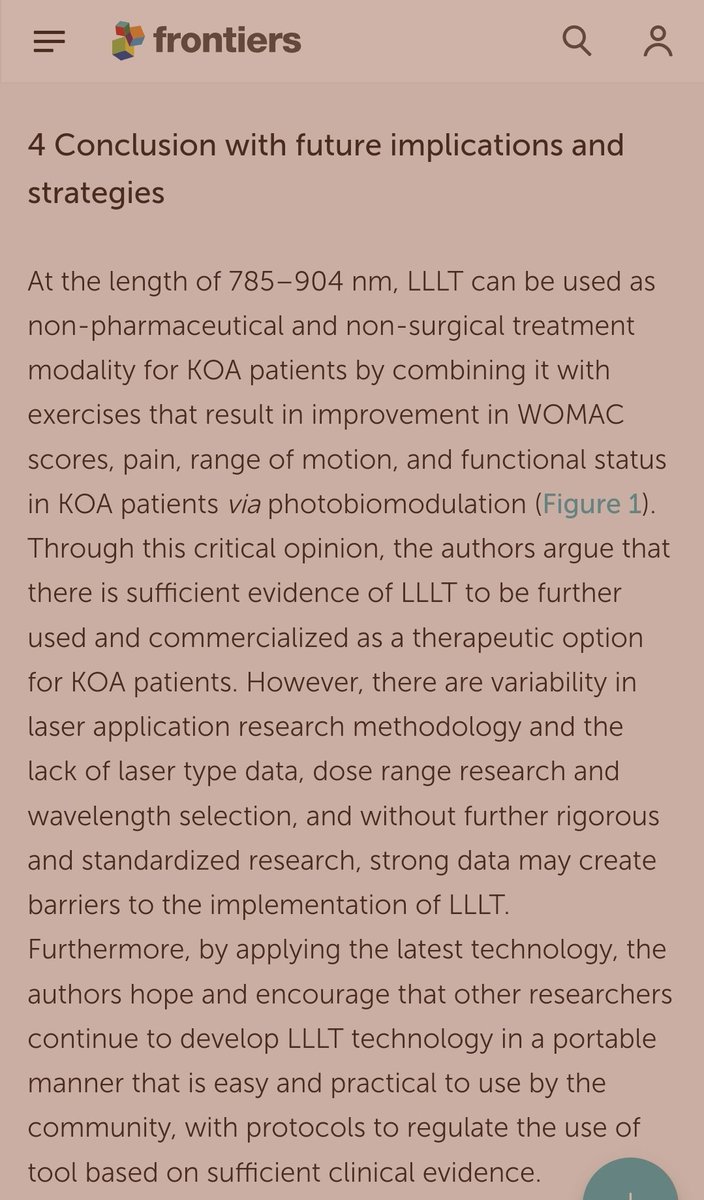 frontiers
4 Conclusion with future implications and
strategies
At the length of 785–904 nm, LLLT can be used as
non-pharmaceutical and non-surgical treatment
modality for KOA patients by combining it with
exercises that result in improvement in WOMAC
scores, pain, range of motion, and functional status
in KOA patients via photobiomodulation (Figure 1).
Through this critical opinion, the authors argue that
there is sufficient evidence of LLLT to be further
used and commercialized as a therapeutic option
for KOA patients. However, there are variability in
laser application research methodology and the
lack of laser type data, dose range research and
wavelength selection, and without further rigorous
and standardized research, strong data may create
barriers to the implementation of LLLT.
Furthermore, by applying the latest technology, the
authors hope and encourage that other researchers
continue to develop LLLT technology in a portable
manner that is easy and practical to use by the
community, with protocols to regulate the use of
tool based on sufficient clinical evidence.